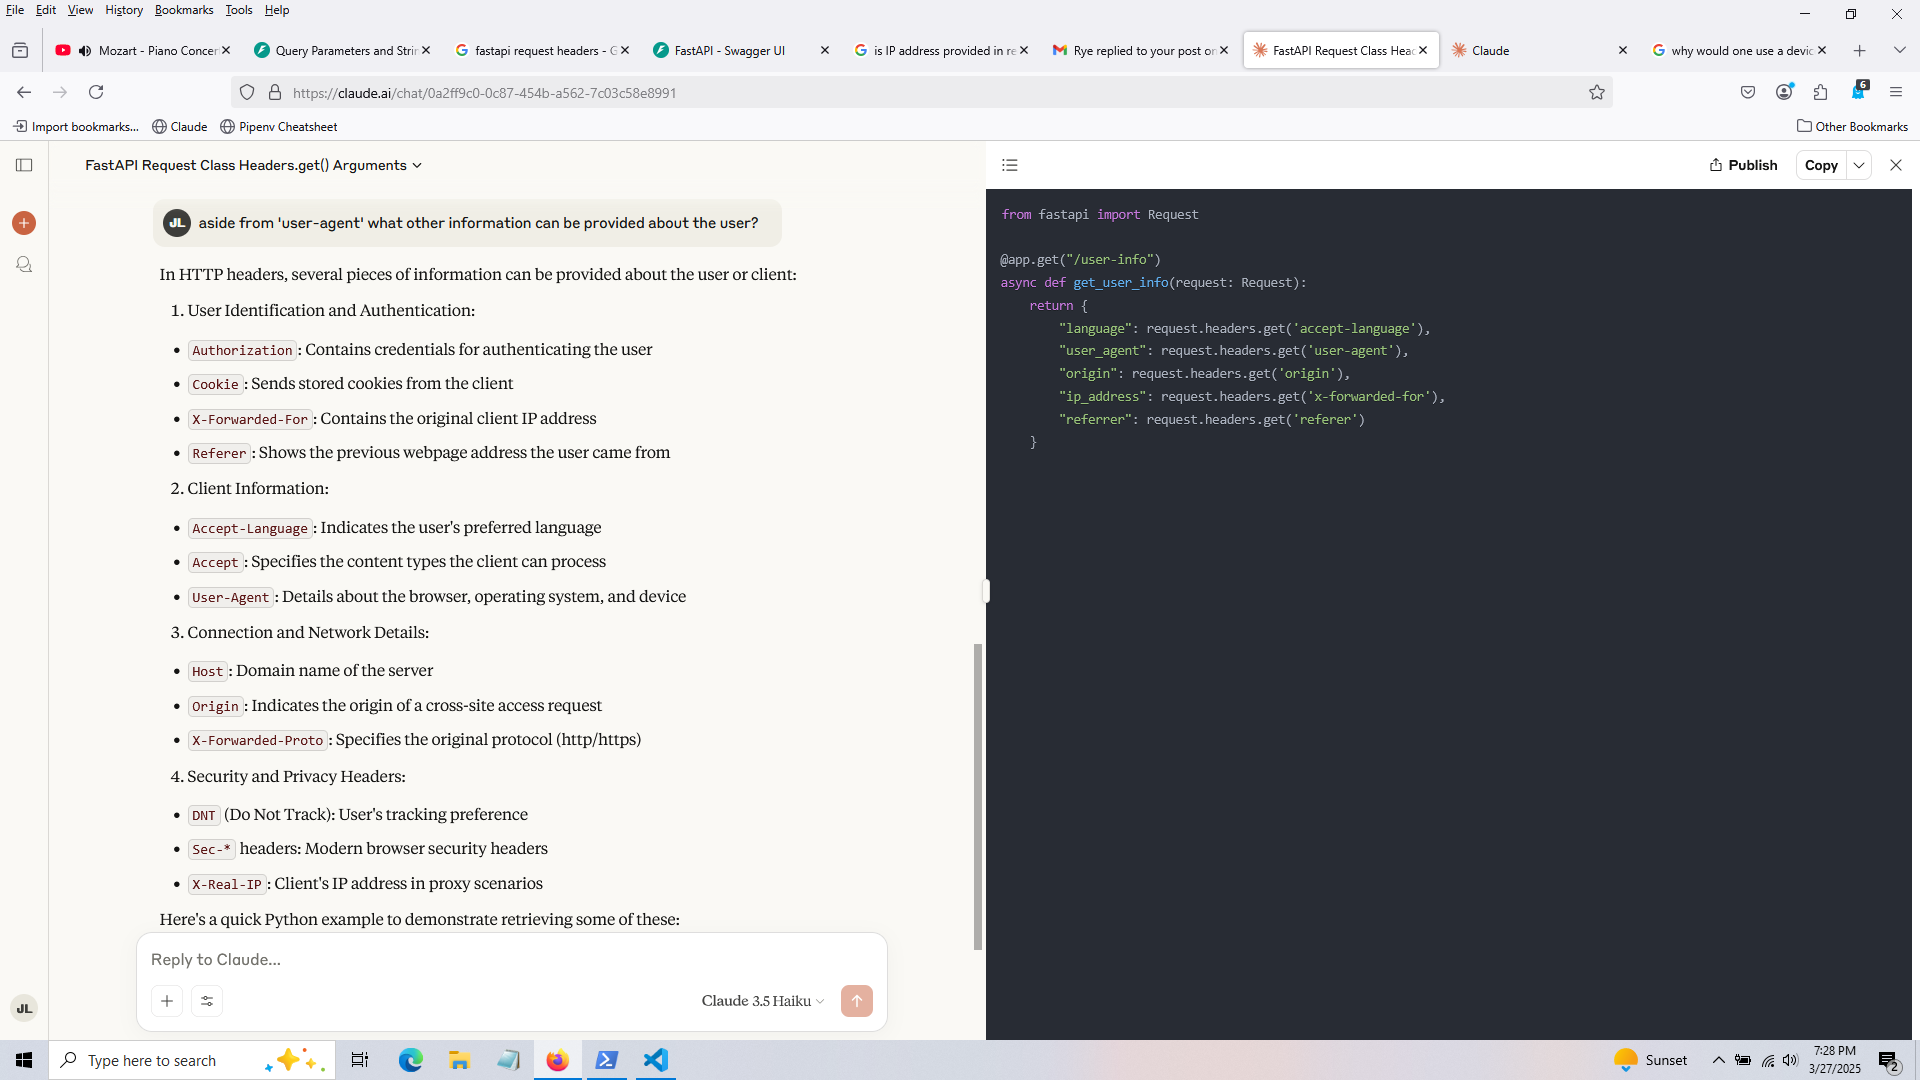 File Edit View History Bookmarks Tools Help
Mozart - Piano Concer
Query Parameters and Strin
fastapi request headers - G
FastAPI - Swagger UI
is IP address provided in re
Rye replied to your post on
FastAPI Request Class Head
Claude
why would one use a devic
https://claude.ai/chat/0a2ff9c0-0c87-454b-a562-7c03c58e8991
6
Import bookmarks... Claude Pipenv Cheatsheet Other Bookmarks
FastAPI Request Class Headers.get() Arguments
JL aside from 'user-agent' what other information can be provided about the user?
In HTTP headers, several pieces of information can be provided about the user or client:
1. User Identification and Authentication:
• Authorization: Contains credentials for authenticating the user
• Cookie: Sends stored cookies from the client
• X-Forwarded-For: Contains the original client IP address
• Referer: Shows the previous webpage address the user came from
2. Client Information:
• Accept-Language: Indicates the user's preferred language
• Accept: Specifies the content types the client can process
• User-Agent: Details about the browser, operating system, and device
3. Connection and Network Details:
• Host: Domain name of the server
• Origin: Indicates the origin of a cross-site access request
• X-Forwarded-Proto: Specifies the original protocol (http/https)
4. Security and Privacy Headers:
• DNT (Do Not Track): User's tracking preference
• Sec-* headers: Modern browser security headers
• X-Real-IP: Client's IP address in proxy scenarios
Here's a quick Python example to demonstrate retrieving some of these:
Reply to Claude...
Claude 3.5 Haiku
JL
Publish Copy
from fastapi import Request
@app.get("/user-info")
async def get_user_info(request: Request):
    return {
        "language": request.headers.get('accept-language'),
        "user_agent": request.headers.get('user-agent'),
        "origin": request.headers.get('origin'),
        "ip_address": request.headers.get('x-forwarded-for'),
        "referrer": request.headers.get('referer')
    }
Type here to search
Sunset
7:28 PM
3/27/2025
2